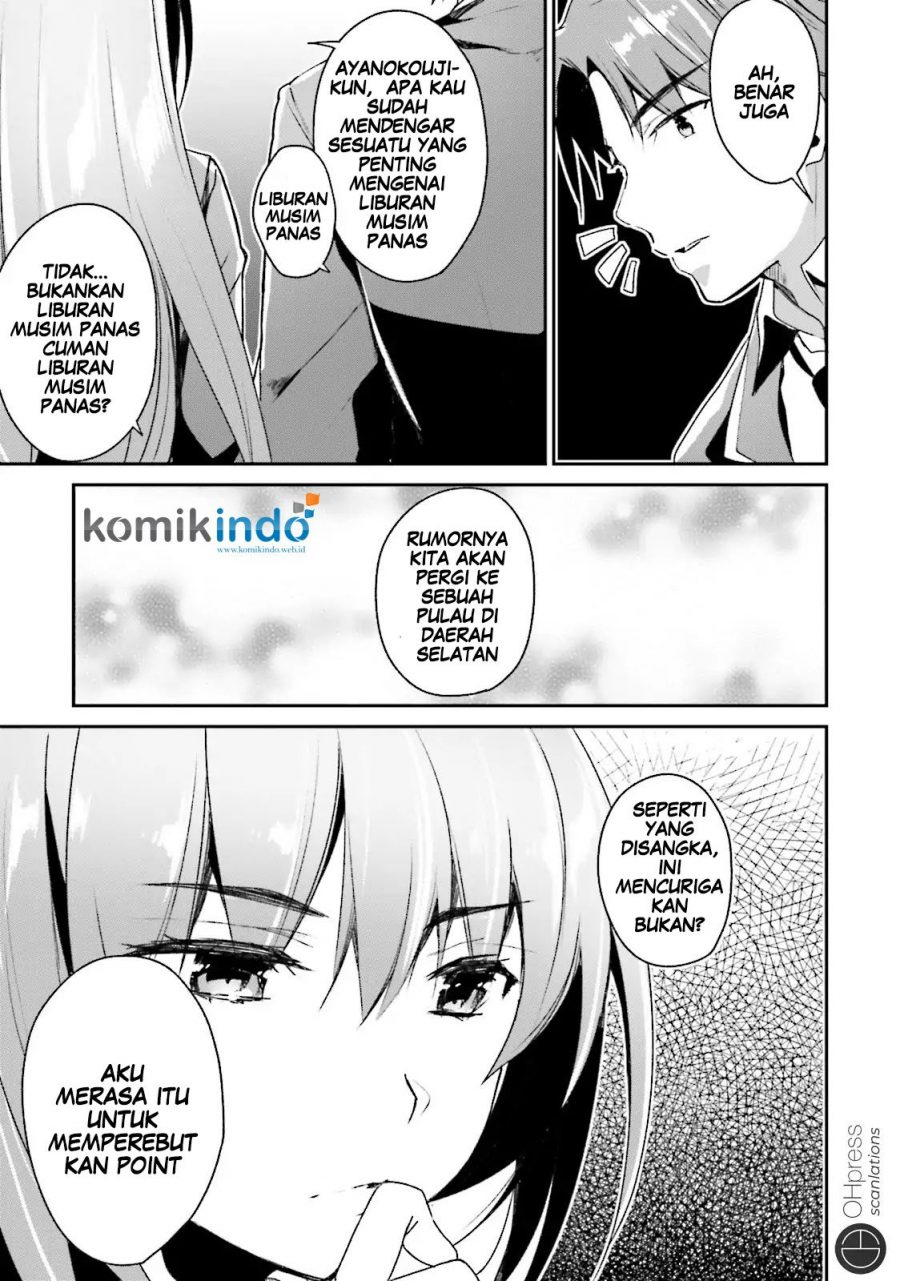 AH,
BENAR
JUGA
AYANOKOUJI-
KUN, APA KAU
SUDAH
MENDENGAR
SESUATU YANG
PENTING
MENGENAI
LIBURAN
MUSIM
PANAS
LIBURAN
MUSIM
PANAS
TIDAK...
BUKANKAN
LIBURAN
MUSIM PANAS
CUMAN
LIBURAN
MUSIM
PANAS?
komikindo
www.komikindo.web.id
RUMORNYA
KITA AKAN
PERGI KE
SEBUAH
PULAU DI
DAERAH
SELATAN
SEPERTI
YANG
DISANGKA,
INI
MENCURIGA
KAN
BUKAN?
AKU
MERASA ITU
UNTUK
MEMPEREBUT
KAN POINT
OHpress
scanlations